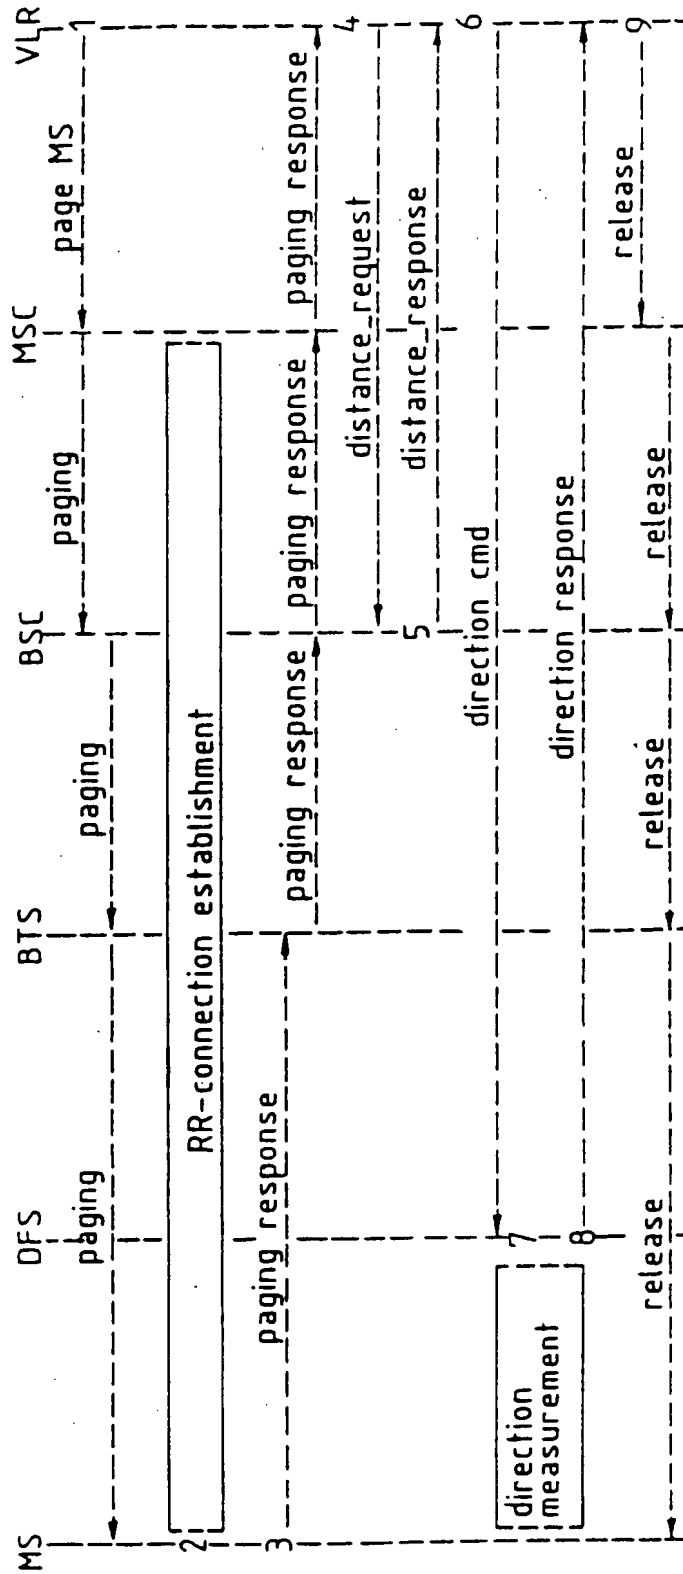 MS
DFS
BTS
BSC
MSC
VLR
1
page MS
paging
paging
paging
2
RR-connection establishment
3
paging response
paging response
paging response
paging response
4
distance_request
5
distance_response
6
direction cmd
7
direction
measurement
8
direction response
9
release
release
release
release